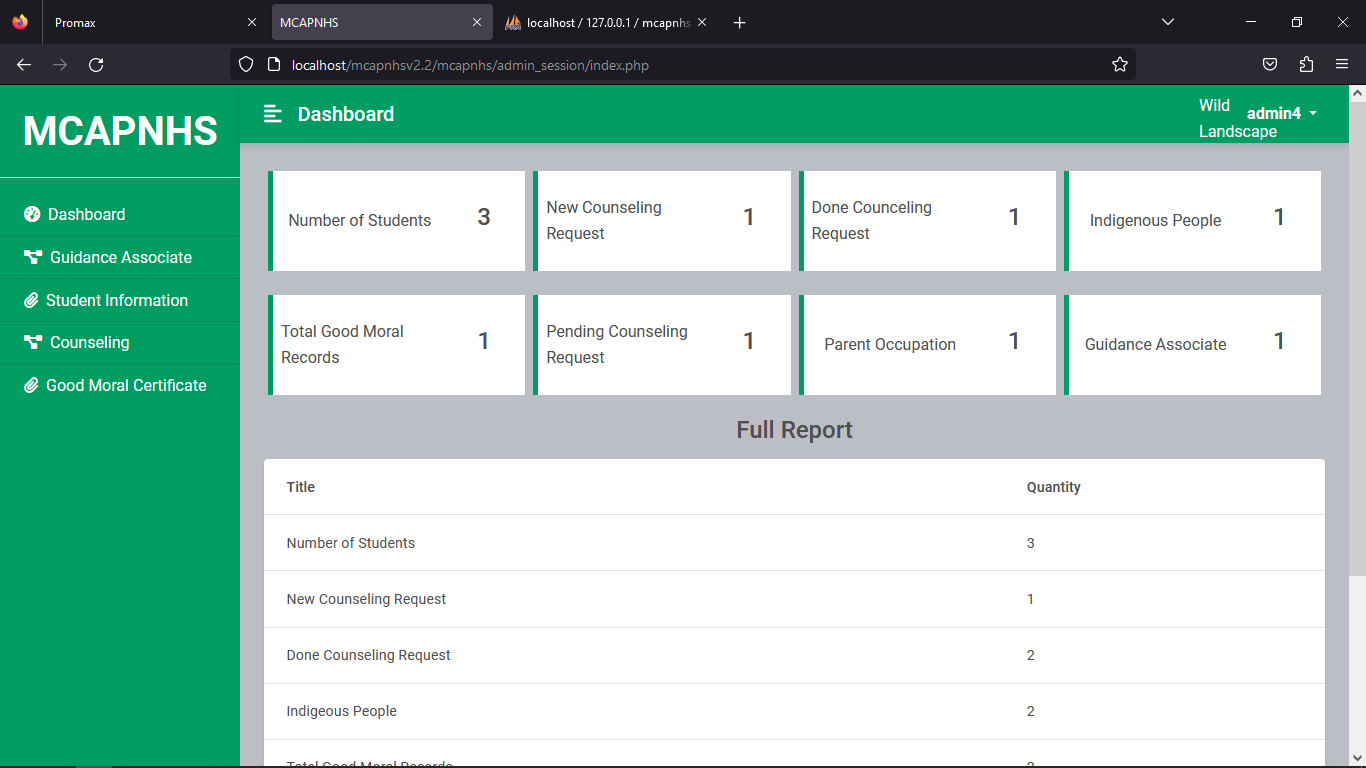 Promax
MCAPNHS
localhost / 127.0.0.1 / mcapnhs
localhost/mcapnhsv2.2/mcapnhs/admin_session/index.php
MCAPNHS
Dashboard
Wild
Landscape
admin4
Dashboard
Guidance Associate
Student Information
Counseling
Good Moral Certificate
Number of Students 3
New Counseling
Request
1
Done Counceling
Request
1
Indigenous People 1
Total Good Moral
Records
1
Pending Counseling
Request
1
Parent Occupation 1
Guidance Associate 1
Full Report
Title Quantity
Number of Students 3
New Counseling Request 1
Done Counseling Request 2
Indigeous People 2
Total Good Moral Records